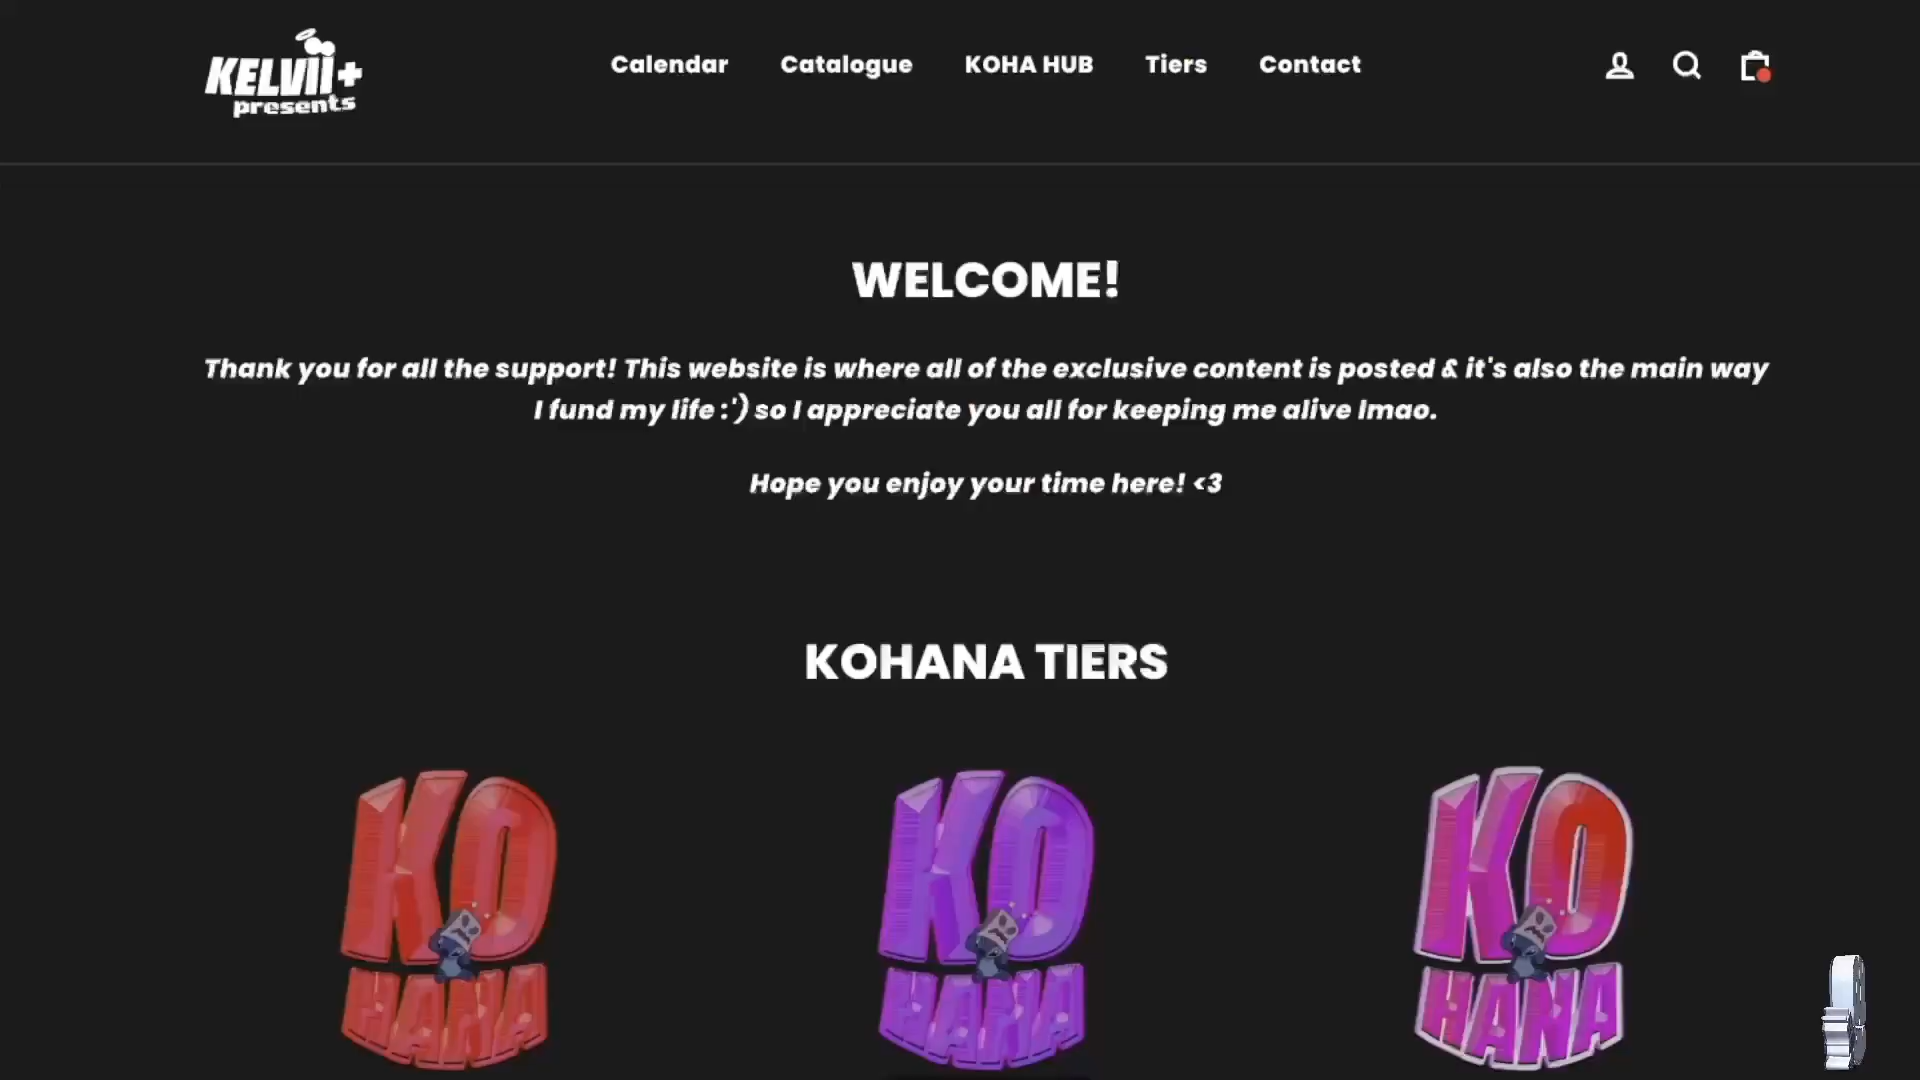 KELVii+
presents
Calendar
Catalogue
KOHA HUB
Tiers
Contact
WELCOME!
Thank you for all the support! This website is where all of the exclusive content is posted & it's also the main way
I fund my life :') so I appreciate you all for keeping me alive lmao.
Hope you enjoy your time here! <3
KOHANA TIERS
KO
HANA
KO
HANA
KO
HANA